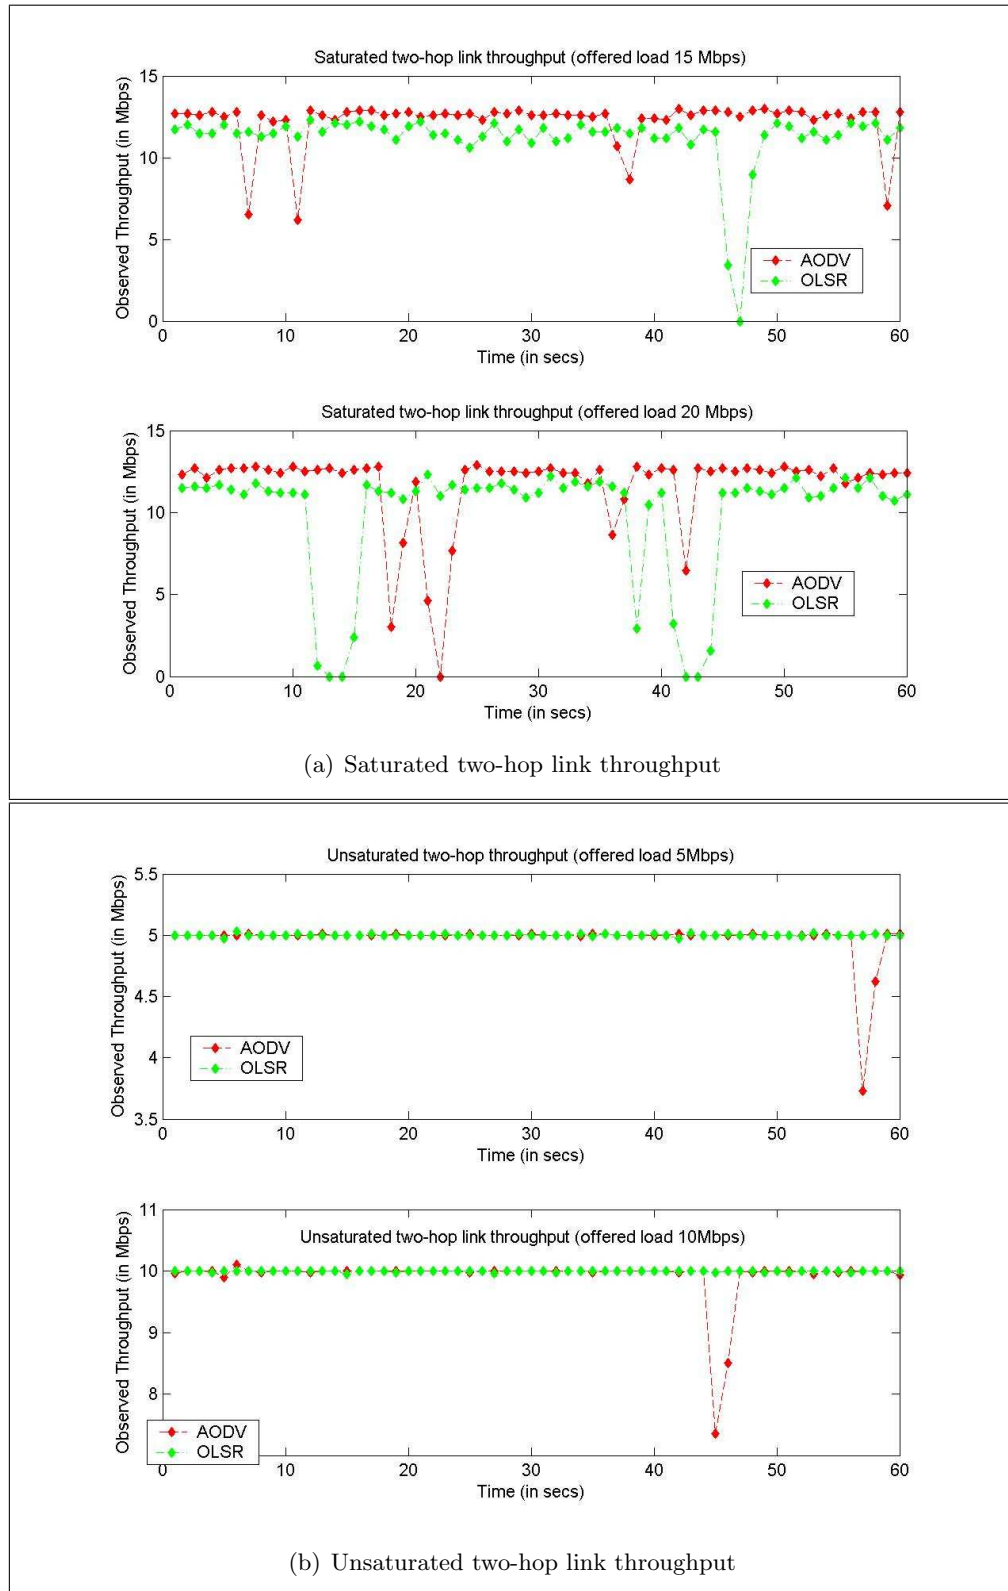 Saturated two-hop link throughput (offered load 15 Mbps)
15
10
5
0
Observed Throughput (in Mbps)
AODV
OLSR
0 10 20 30 40 50 60
Time (in secs)
Saturated two-hop link throughput (offered load 20 Mbps)
15
10
5
0
Observed Throughput (in Mbps)
AODV
OLSR
0 10 20 30 40 50 60
Time (in secs)
(a) Saturated two-hop link throughput
Unsaturated two-hop throughput (offered load 5Mbps)
5.5
5
4.5
4
3.5
Observed Throughput (in Mbps)
AODV
OLSR
0 10 20 30 40 50 60
Time (in secs)
Unsaturated two-hop link throughput (offered load 10Mbps)
11
10
9
8
Observed Throughput (in Mbps)
AODV
OLSR
0 10 20 30 40 50 60
Time (in secs)
(b) Unsaturated two-hop link throughput